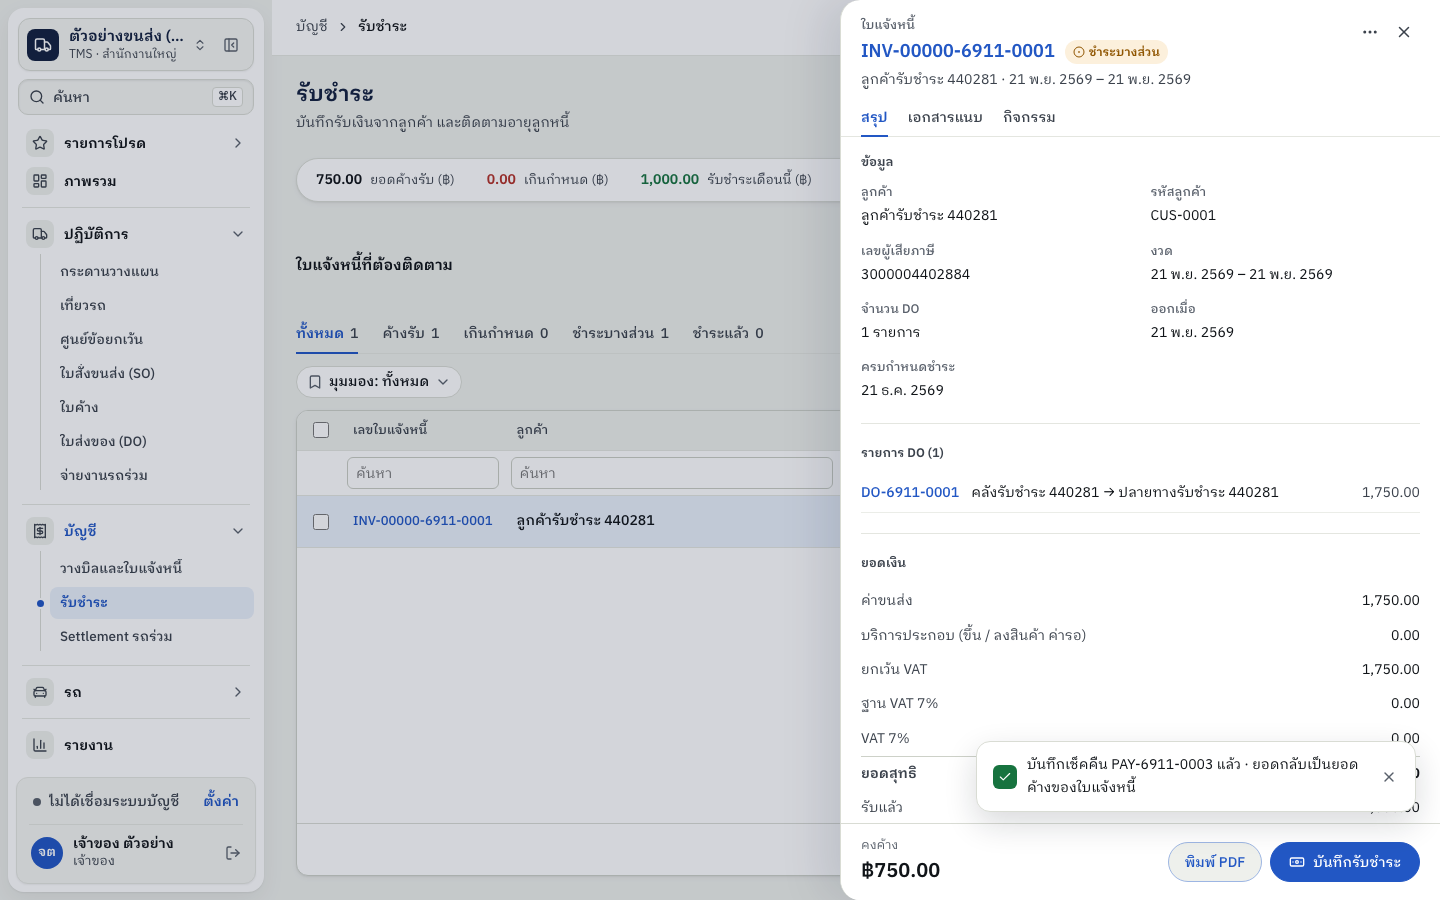 ตัวอย่างขนส่ง (...
TMS · สำนักงานใหญ่
ค้นหา
⌘K
รายการโปรด
ภาพรวม
ปฏิบัติการ
กระดานวางแผน
เที่ยวรถ
ศูนย์ข้อยกเว้น
ใบสั่งขนส่ง (SO)
ใบค้าง
ใบส่งของ (DO)
จ่ายงานรถร่วม
บัญชี
วางบิลและใบแจ้งหนี้
รับชำระ
Settlement รถร่วม
รถ
รายงาน
ไม่ได้เชื่อมระบบบัญชี ตั้งค่า
จต
เจ้าของ ตัวอย่าง
เจ้าของ
บัญชี > รับชำระ
รับชำระ
บันทึกรับเงินจากลูกค้า และติดตามอายุลูกหนี้
750.00 ยอดค้างรับ (฿) 0.00 เกินกำหนด (฿) 1,000.00 รับชำระเดือนนี้ (฿)
ใบแจ้งหนี้ที่ต้องติดตาม
ทั้งหมด 1 ค้างรับ 1 เกินกำหนด 0 ชำระบางส่วน 1 ชำระแล้ว 0
มุมมอง: ทั้งหมด
เลขใบแจ้งหนี้ ลูกค้า
ค้นหา ค้นหา
INV-00000-6911-0001 ลูกค้ารับชำระ 440281
ใบแจ้งหนี้
INV-00000-6911-0001 ชำระบางส่วน
ลูกค้ารับชำระ 440281 · 21 พ.ย. 2569 – 21 พ.ย. 2569
สรุป เอกสารแนบ กิจกรรม
ข้อมูล
ลูกค้า รหัสลูกค้า
ลูกค้ารับชำระ 440281 CUS-0001
เลขผู้เสียภาษี งวด
3000004402884 21 พ.ย. 2569 – 21 พ.ย. 2569
จำนวน DO ออกเมื่อ
1 รายการ 21 พ.ย. 2569
ครบกำหนดชำระ
21 ธ.ค. 2569
รายการ DO (1)
DO-6911-0001 คลังรับชำระ 440281 → ปลายทางรับชำระ 440281 1,750.00
ยอดเงิน
ค่าขนส่ง 1,750.00
บริการประกอบ (ขึ้น / ลงสินค้า ค่ารอ) 0.00
ยกเว้น VAT 1,750.00
ฐาน VAT 7% 0.00
VAT 7% 0.00
ยอดสุทธิ
รับแล้ว
บันทึกเช็คคืน PAY-6911-0003 แล้ว · ยอดกลับเป็นยอด
ค้างของใบแจ้งหนี้
คงค้าง
฿750.00
พิมพ์ PDF บันทึกรับชำระ